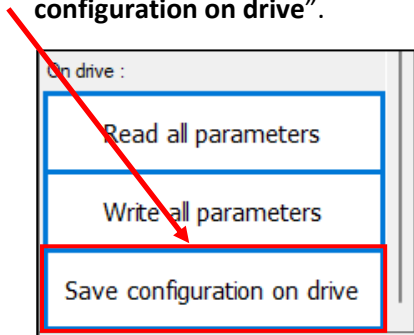 configuration on drive”.
On drive :
Read all parameters
Write all parameters
Save configuration on drive